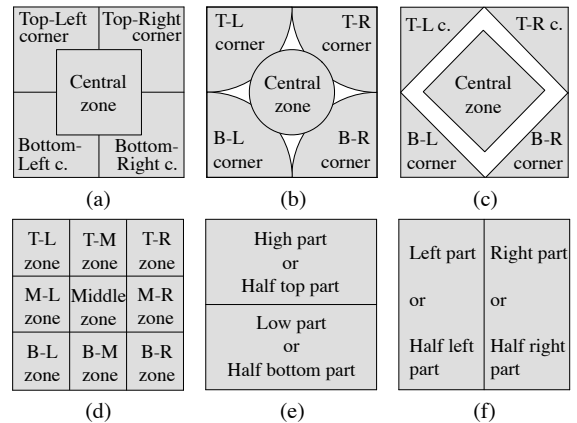 Top-Left
corner
Top-Right
corner
Central
zone
Bottom-
Left c.
Bottom-
Right c.
(a)
T-L
corner
T-R
corner
Central
zone
B-L
corner
B-R
corner
(b)
T-L c.
T-R c.
Central
zone
B-L
corner
B-R
corner
(c)
T-L
zone
T-M
zone
T-R
zone
M-L
zone
Middle
zone
M-R
zone
B-L
zone
B-M
zone
B-R
zone
(d)
High part
or
Half top part
Low part
or
Half bottom part
(e)
Left part
or
Half left
part
Right part
or
Half right
part
(f)